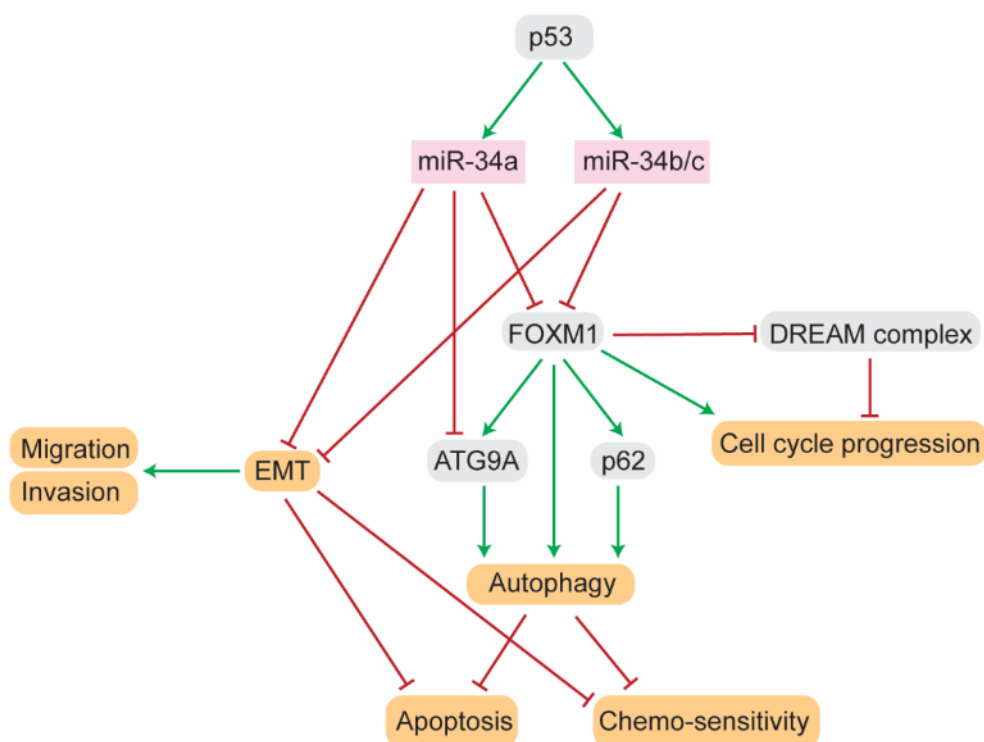 p53
miR-34a
miR-34b/c
FOXM1
DREAM complex
Migration
Invasion
EMT
ATG9A
p62
Cell cycle progression
Autophagy
Apoptosis
Chemo-sensitivity